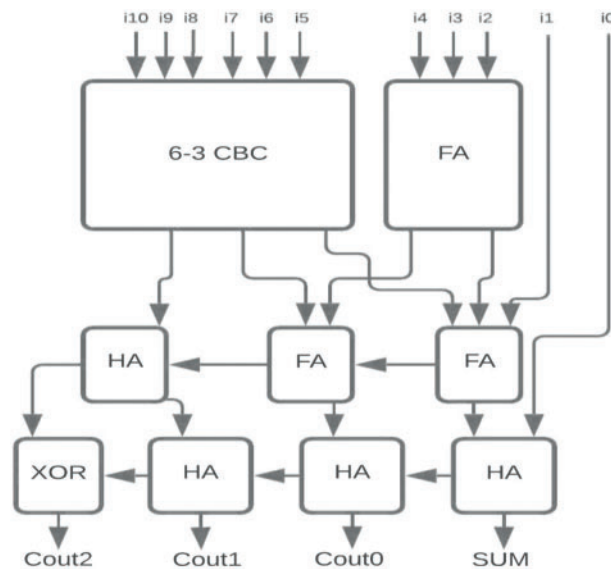 i10 i9 i8 i7 i6 i5 i4 i3 i2 i1 i0
6-3 CBC FA
HA FA FA
XOR HA HA HA
Cout2 Cout1 Cout0 SUM